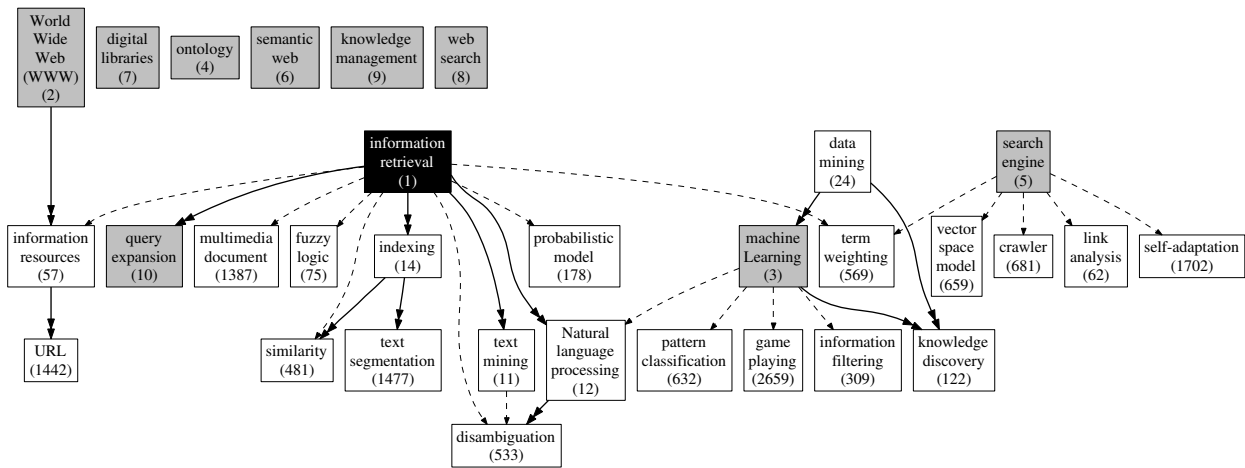 World
Wide
Web
(WWW)
(2)
digital
libraries
(7)
ontology
(4)
semantic
web
(6)
knowledge
management
(9)
web
search
(8)
information
retrieval
(1)
data
mining
(24)
search
engine
(5)
information
resources
(57)
query
expansion
(10)
multimedia
document
(1387)
fuzzy
logic
(75)
indexing
(14)
probabilistic
model
(178)
machine
Learning
(3)
term
weighting
(569)
vector
space
model
(659)
crawler
(681)
link
analysis
(62)
self-adaptation
(1702)
URL
(1442)
similarity
(481)
text
segmentation
(1477)
text
mining
(11)
Natural
language
processing
(12)
pattern
classification
(632)
game
playing
(2659)
information
filtering
(309)
knowledge
discovery
(122)
disambiguation
(533)